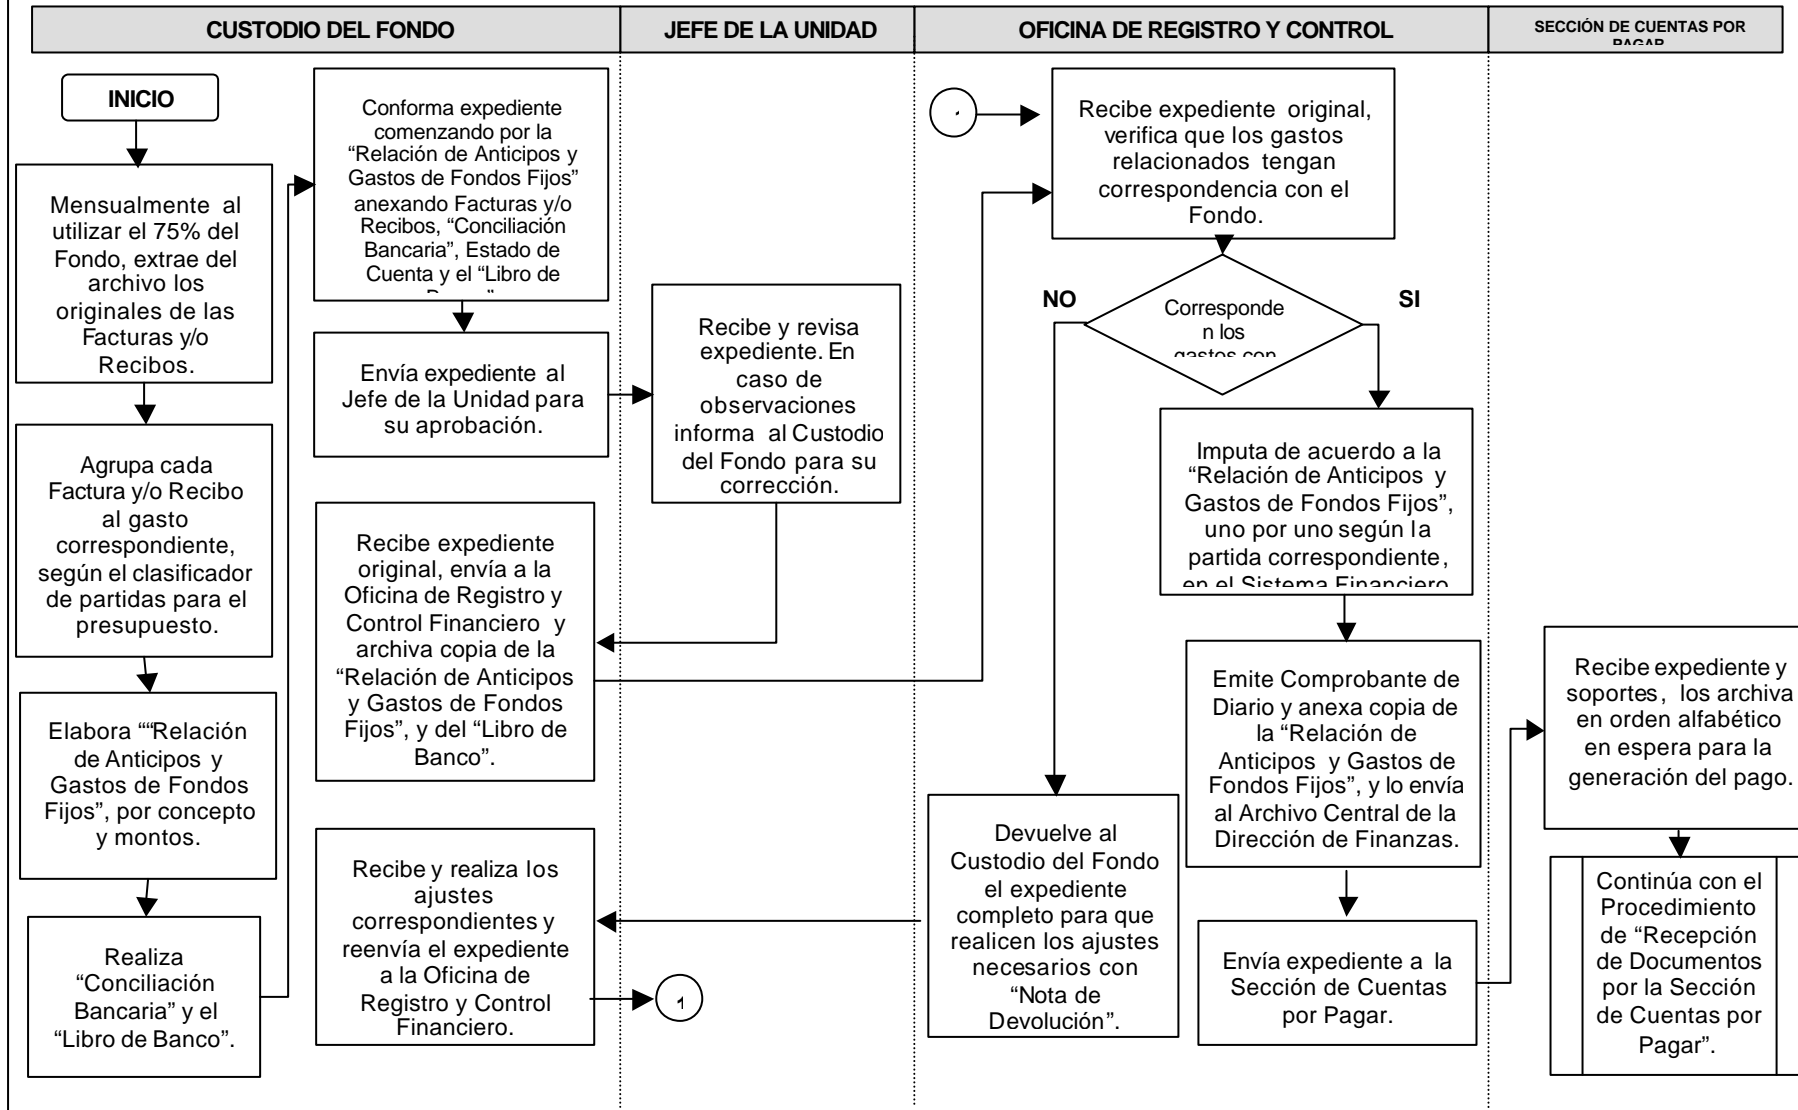 CUSTODIO DEL FONDO
JEFE DE LA UNIDAD
OFICINA DE REGISTRO Y CONTROL
SECCIÓN DE CUENTAS POR
PAGAR
INICIO
Mensualmente al
utilizar el 75% del
Fondo, extrae del
archivo los
originales de las
Facturas y/o
Recibos.
Agrupa cada
Factura y/o Recibo
al gasto
correspondiente,
según el clasificador
de partidas para el
presupuesto.
Elabora ““Relación
de Anticipos y
Gastos de Fondos
Fijos”, por concepto
y montos.
Realiza
“Conciliación
Bancaria” y el
“Libro de Banco”.
Conforma expediente
comenzando por la
“Relación de Anticipos y
Gastos de Fondos Fijos”
anexando Facturas y/o
Recibos, “Conciliación
Bancaria”, Estado de
Cuenta y el “Libro de
Envía expediente al
Jefe de la Unidad para
su aprobación.
Recibe expediente
original, envía a la
Oficina de Registro y
Control Financiero y
archiva copia de la
“Relación de Anticipos
y Gastos de Fondos
Fijos”, y del “Libro de
Banco”.
Recibe y realiza los
ajustes
correspondientes y
reenvía el expediente
a la Oficina de
Registro y Control
Financiero.
1
Recibe y revisa
expediente. En
caso de
observaciones
informa al Custodio
del Fondo para su
corrección.
Recibe expediente original,
verifica que los gastos
relacionados tengan
correspondencia con el
Fondo.
NO
SI
Corresponde
n los
gastos con
Imputa de acuerdo a la
“Relación de Anticipos y
Gastos de Fondos Fijos”,
uno por uno según la
partida correspondiente,
en el Sistema Financiero
Emite Comprobante de
Diario y anexa copia de
la “Relación de
Anticipos y Gastos de
Fondos Fijos”, y lo envía
al Archivo Central de la
Dirección de Finanzas.
Devuelve al
Custodio del Fondo
el expediente
completo para que
realicen los ajustes
necesarios con
“Nota de
Devolución”.
Envía expediente a la
Sección de Cuentas
por Pagar.
Recibe expediente y
soportes, los archiva
en orden alfabético
en espera para la
generación del pago.
Continúa con el
Procedimiento
de “Recepción
de Documentos
por la Sección
de Cuentas por
Pagar”.